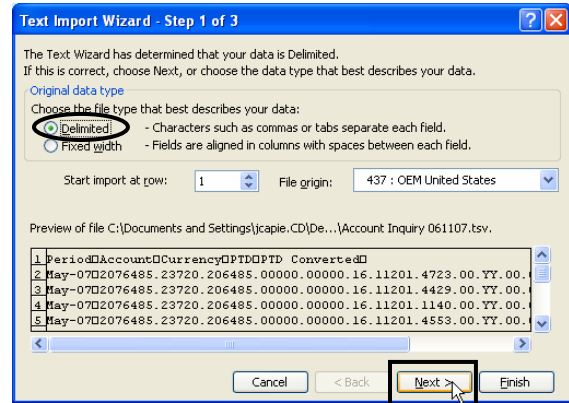 Text Import Wizard - Step 1 of 3
The Text Wizard has determined that your data is Delimited.
If this is correct, choose Next, or choose the data type that best describes your data.
Original data type
Choose the file type that best describes your data:
Delimited - Characters such as commas or tabs separate each field.
Fixed width - Fields are aligned in columns with spaces between each field.
Start import at row: 1 File origin: 437 : OEM United States
Preview of file C:\Documents and Settings\jcapie.CD\De...\Account Inquiry 061107.tsv.
1 Period□Account□Currency□PTD□PTD Converted□
2 May-07□2076485.23720.206485.00000.00000.16.11201.4723.00.YY.00.
3 May-07□2076485.23720.206485.00000.00000.16.11201.4429.00.YY.00.
4 May-07□2076485.23720.206485.00000.00000.16.11201.1140.00.YY.00.
5 May-07□2076485.23720.206485.00000.00000.16.11201.4553.00.YY.00.
Cancel < Back Next > Finish